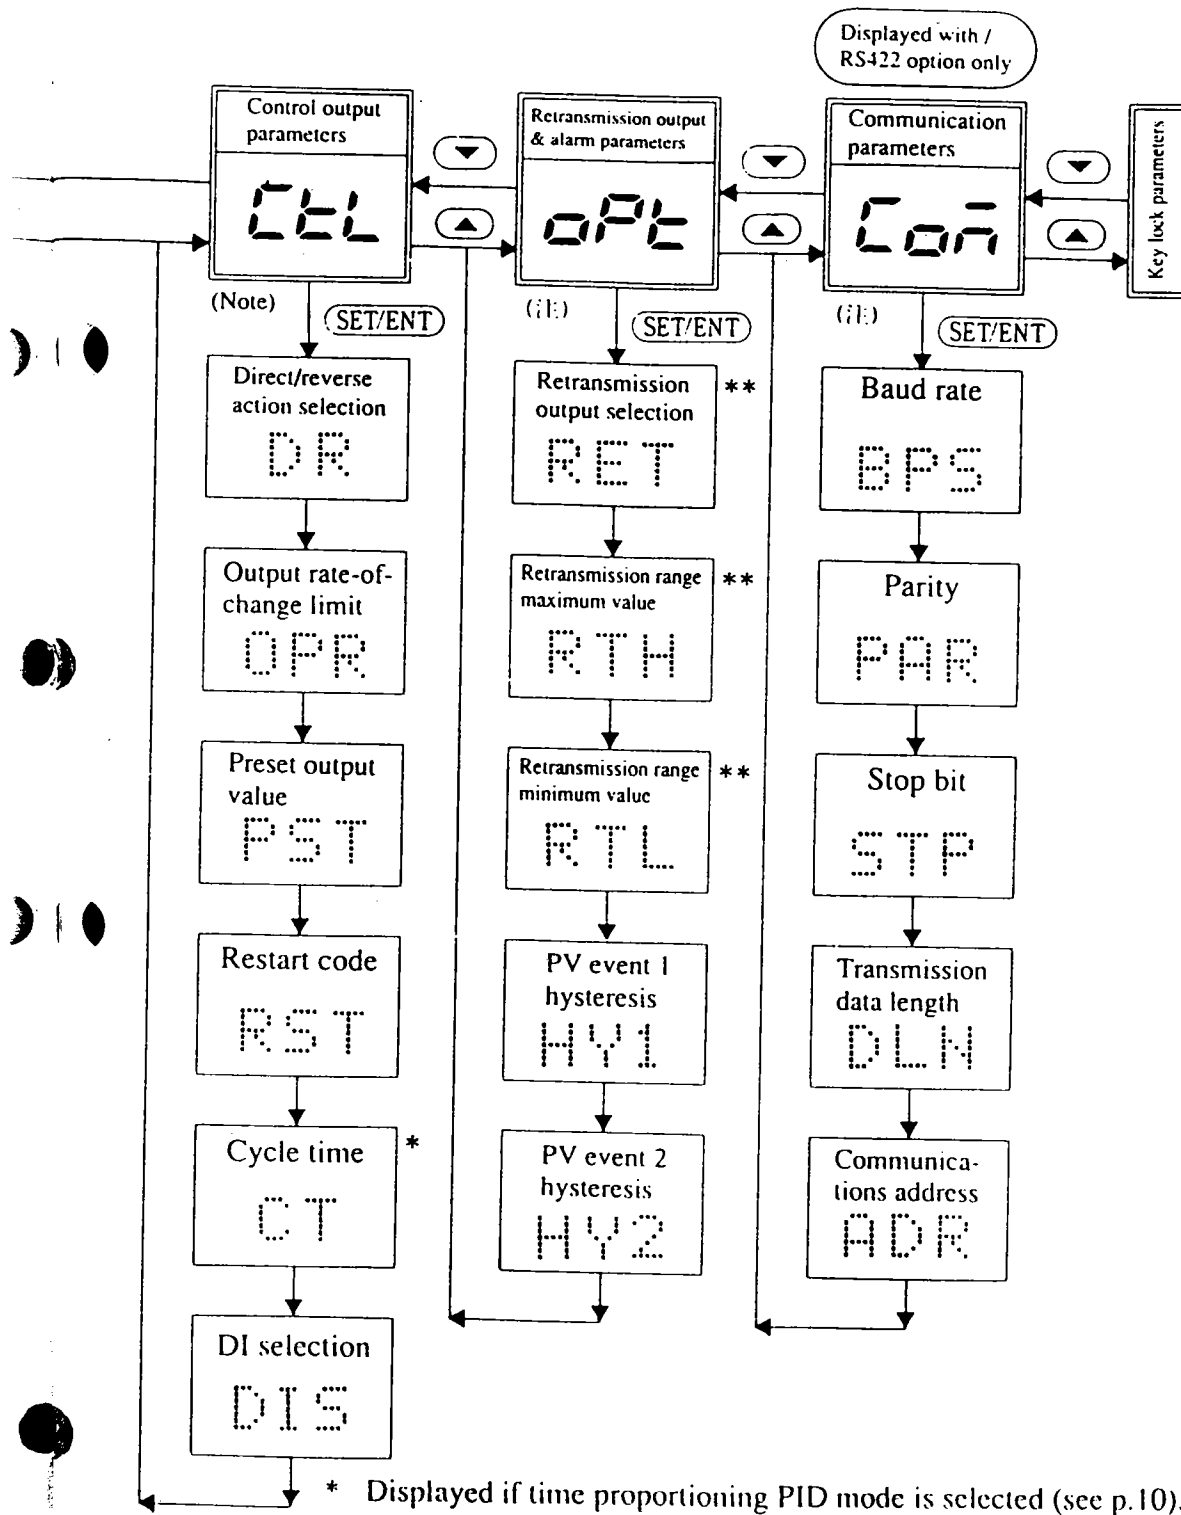 Displayed with /
RS422 option only
Control output
parameters
CtL
(Note)
SET/ENT
Direct/reverse
action selection
DR
Output rate-of-
change limit
OPR
Preset output
value
PST
Restart code
RST
Cycle time *
CT
DI selection
DIS
Retransmission output
& alarm parameters
oPt
SET/ENT
Retransmission **
output selection
RET
Retransmission range **
maximum value
RTH
Retransmission range **
minimum value
RTL
PV event 1
hysteresis
HY1
PV event 2
hysteresis
HY2
Communication
parameters
Com
SET/ENT
Baud rate
BPS
Parity
PAR
Stop bit
STP
Transmission
data length
DLN
Communica-
tions address
ADR
Key lock parameters
* Displayed if time proportioning PID mode is selected (see p.10).